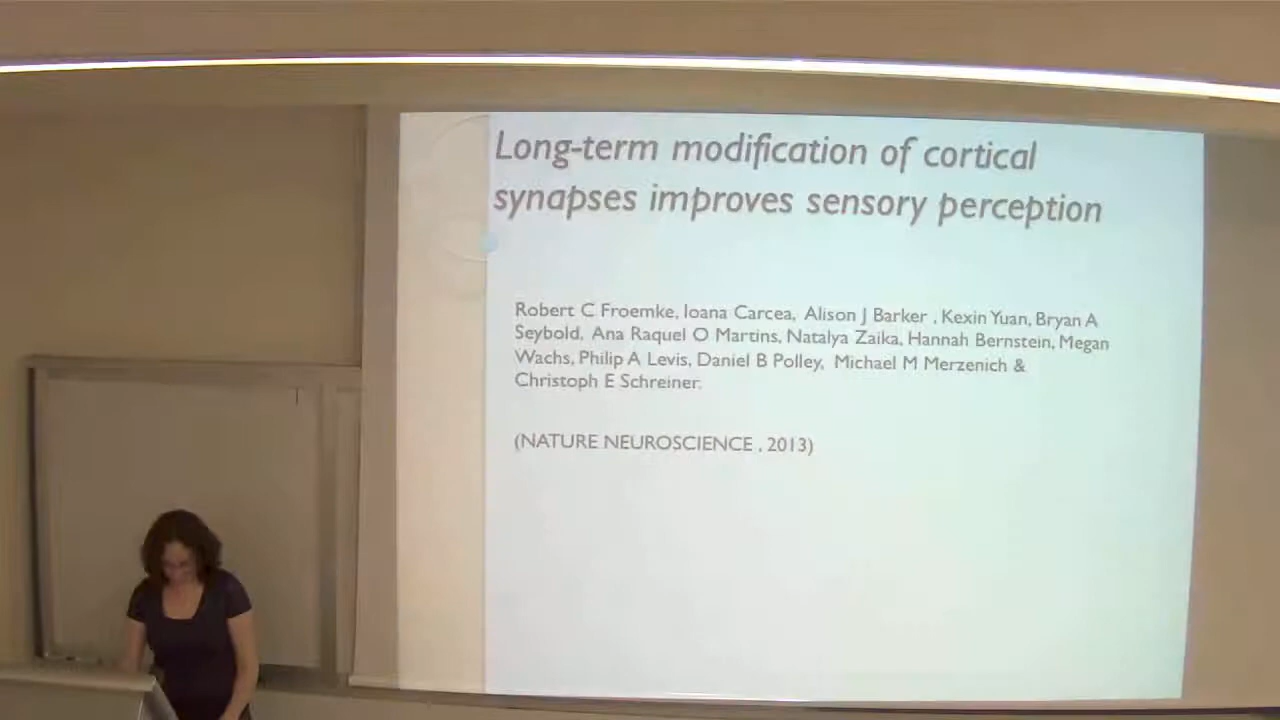 Long-term modification of cortical
synapses improves sensory perception
Robert C Froemke, Ioana Carcea, Alison J Barker , Kexin Yuan, Bryan A
Seybold, Ana Raquel O Martins, Natalya Zaika, Hannah Bernstein, Megan
Wachs, Philip A Levis, Daniel B Polley, Michael M Merzenich &
Christoph E Schreiner.
(NATURE NEUROSCIENCE , 2013)